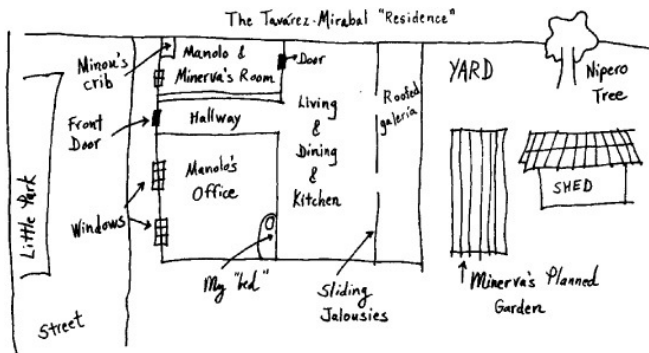 The Tavárez-Mirabal "Residence"
Minou's
crib
Manolo &
Minerva's Room
Door
YARD
Nipero
Tree
Front
Door
Hallway
Living
&
Dining
&
Kitchen
Roofed
galería
Little Park
Windows
Manolo's
Office
SHED
My "bed"
Sliding
Jalousies
Minerva's Planned
Garden
Street